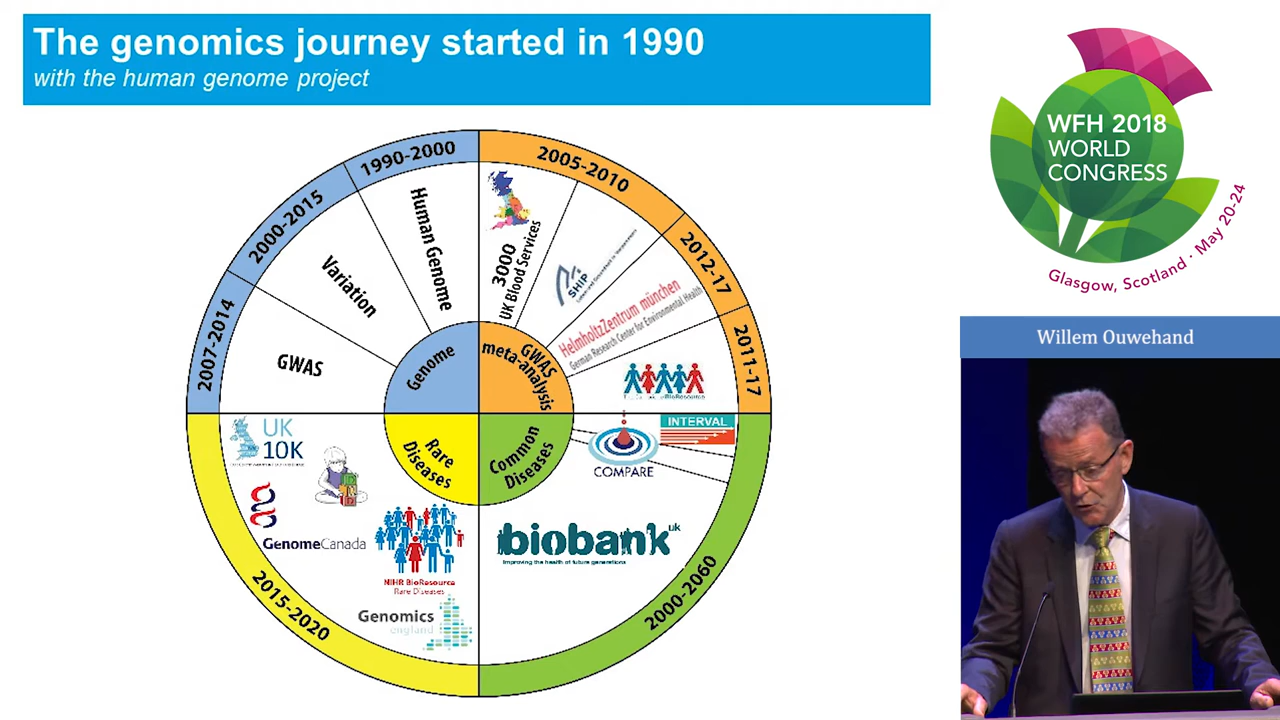 The genomics journey started in 1990
with the human genome project
1990-2000
2000-2015
2007-2014
2005-2010
2012-17
2011-17
2015-2020
2000-2060
Human Genome
Variation
GWAS
Genome
3000
UK Blood Services
SHIP
HelmholtzZentrum münchen
German Research Center for Environmental Health
BioResource
GWAS
meta-analysis
Rare
Diseases
Common
Diseases
UK
10K
GenomeCanada
NIHR BioResource
Rare Diseases
Genomics
england
INTERVAL
COMPARE
biobank uk
Improving the health of future generations
WFH 2018
WORLD
CONGRESS
Glasgow, Scotland · May 20-24
Willem Ouwehand